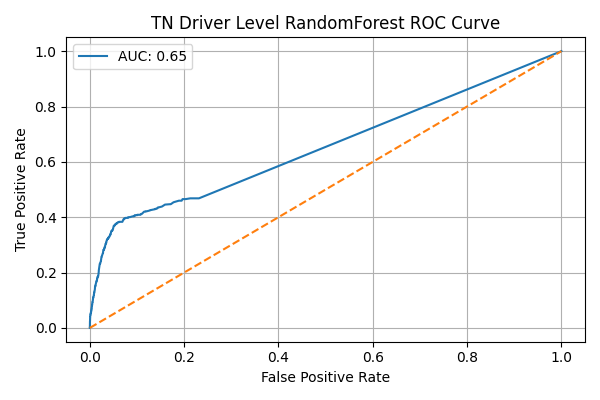 TN Driver Level RandomForest ROC Curve
AUC: 0.65
1.0
0.8
0.6
0.4
0.2
0.0
True Positive Rate
0.0 0.2 0.4 0.6 0.8 1.0
False Positive Rate